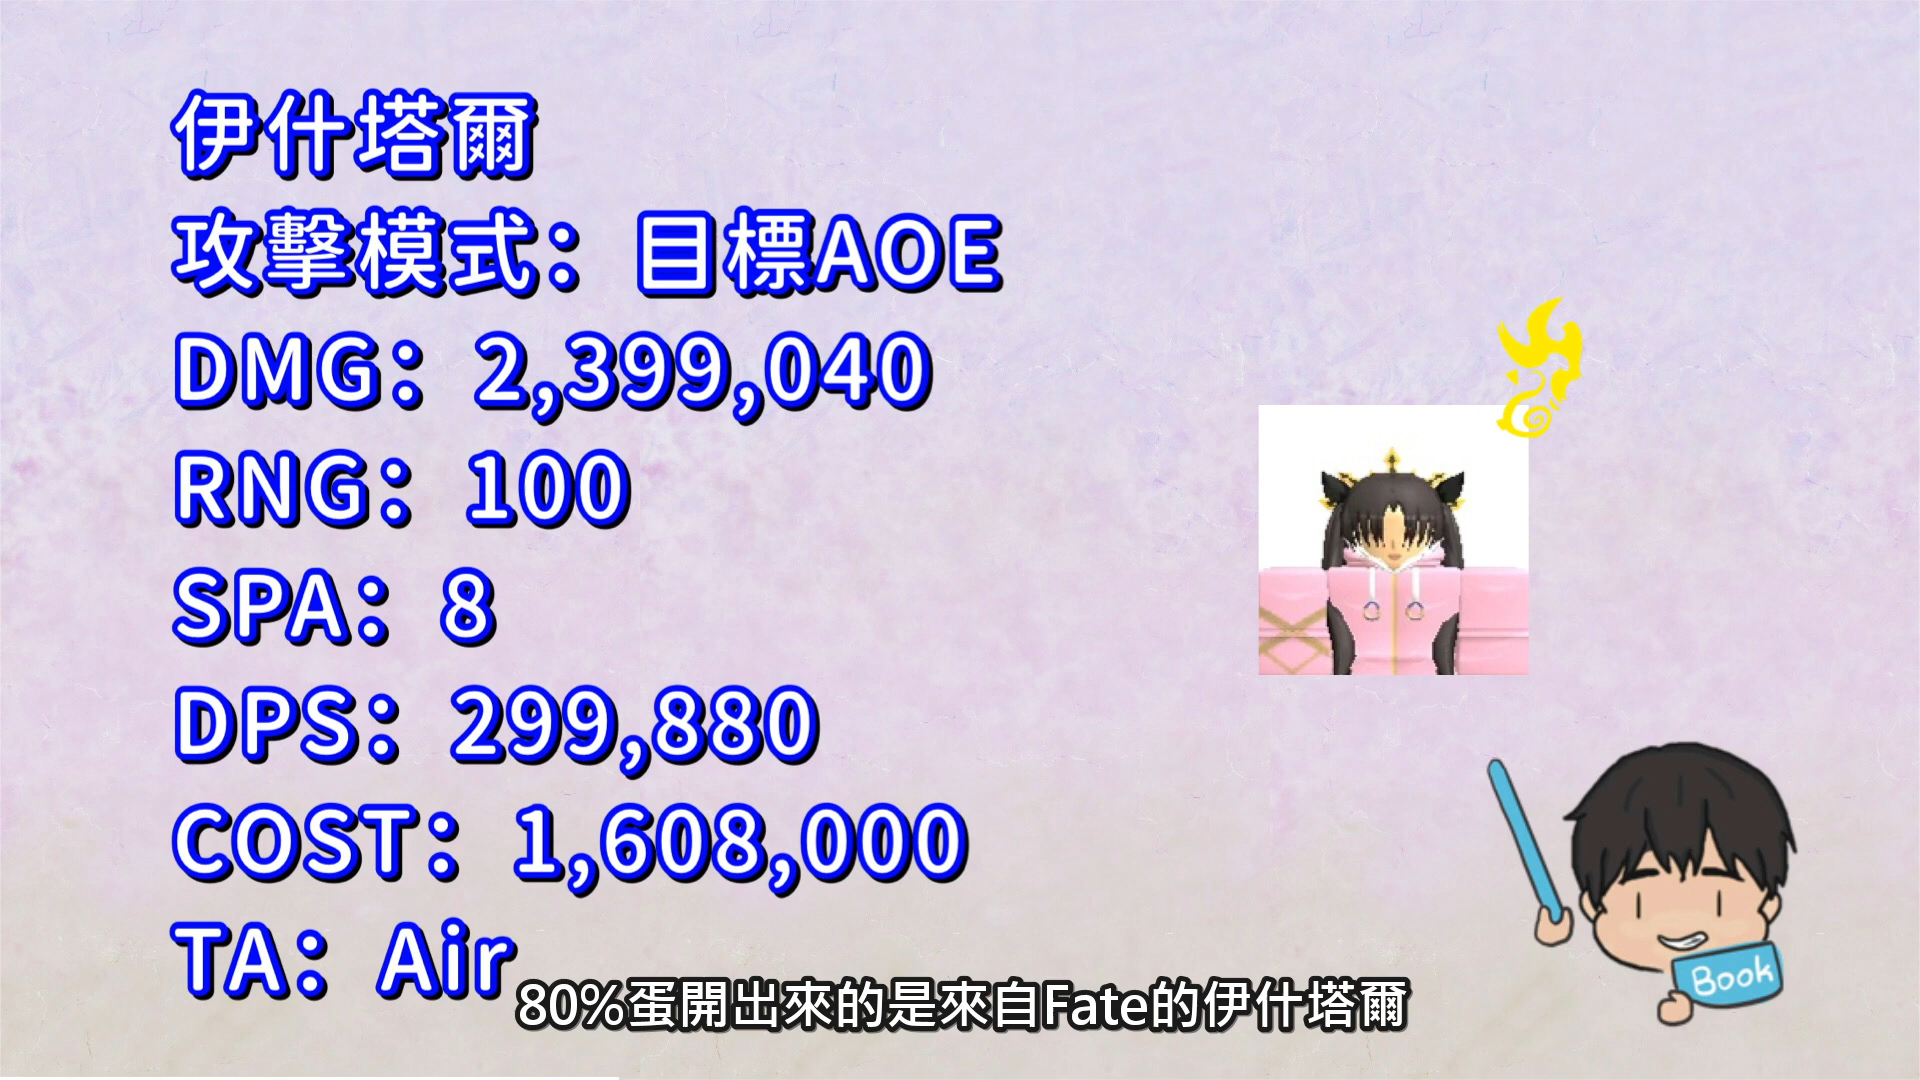 伊什塔爾
攻擊模式：目標AOE
DMG：2,399,040
RNG：100
SPA：8
DPS：299,880
COST：1,608,000
TA：Air
80%蛋開出來的是來自Fate的伊什塔爾
Book